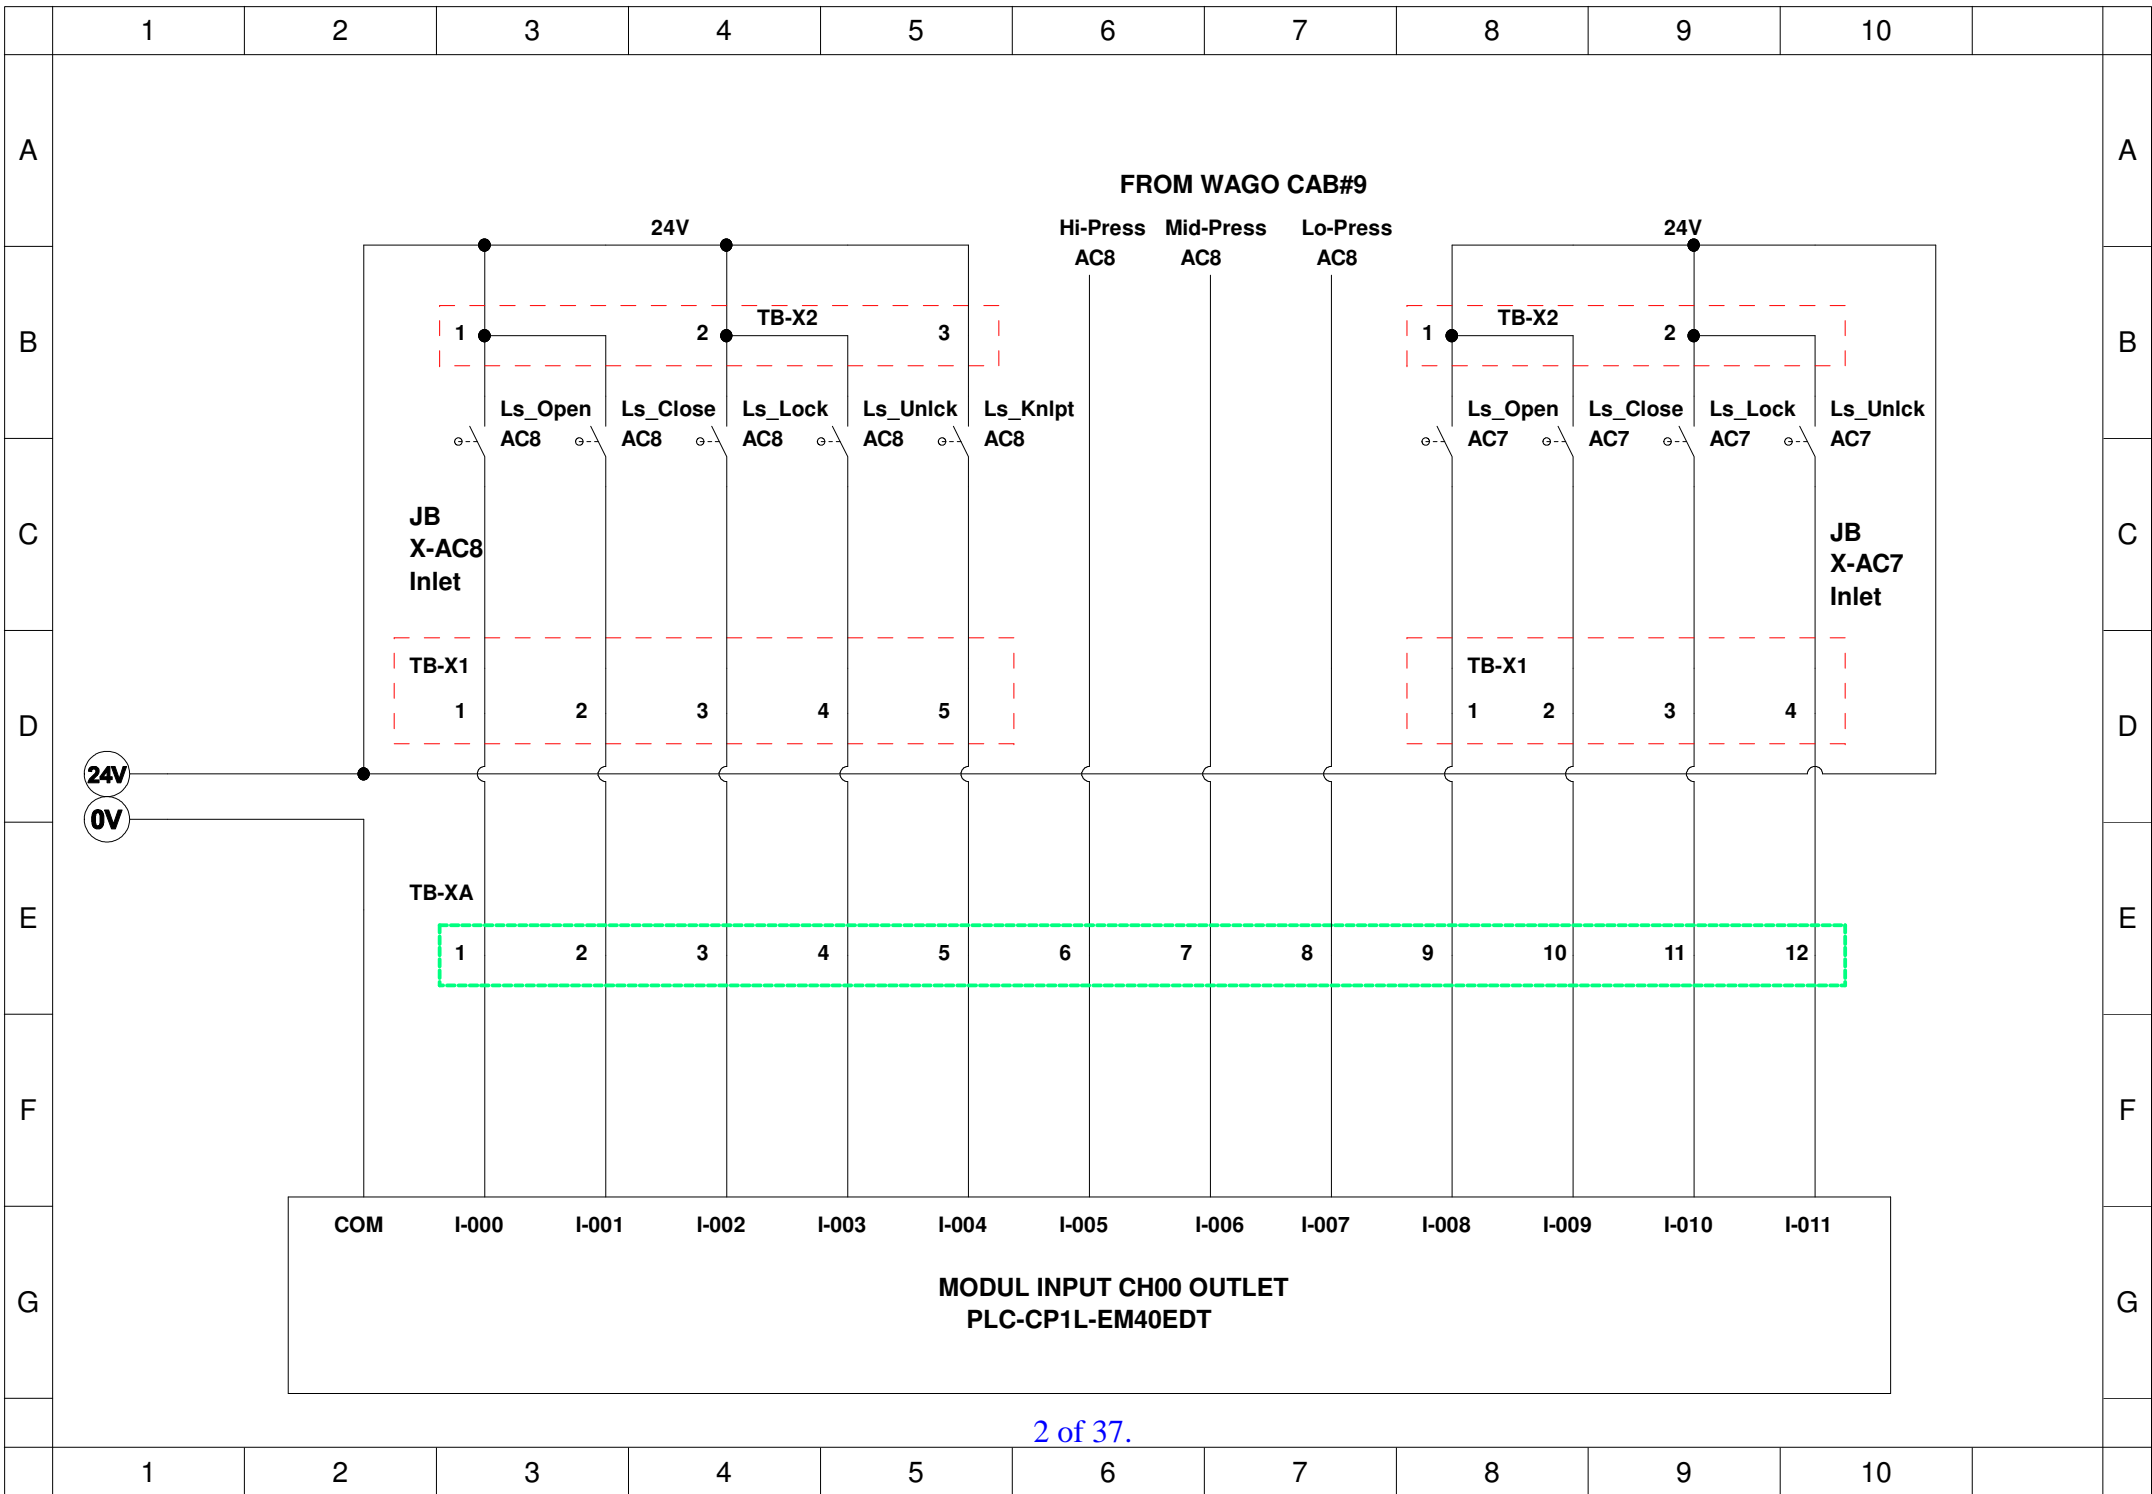 1 2 3 4 5 6 7 8 9 10
A A
FROM WAGO CAB#9
24V Hi-Press Mid-Press Lo-Press 24V
AC8 AC8 AC8
TB-X2 TB-X2
B 1 2 3 1 2 B
Ls_Open Ls_Close Ls_Lock Ls_Unlck Ls_Knlpt Ls_Open Ls_Close Ls_Lock Ls_Unlck
AC8 AC8 AC8 AC8 AC8 AC7 AC7 AC7 AC7
JB
X-AC8
Inlet
JB
X-AC7
Inlet
C C
TB-X1 TB-X1
1 2 3 4 5 1 2 3 4
D D
24V
0V
TB-XA
E E
1 2 3 4 5 6 7 8 9 10 11 12
F F
COM I-000 I-001 I-002 I-003 I-004 I-005 I-006 I-007 I-008 I-009 I-010 I-011
MODUL INPUT CH00 OUTLET
G G
PLC-CP1L-EM40EDT
2 of 37.
1 2 3 4 5 6 7 8 9 10